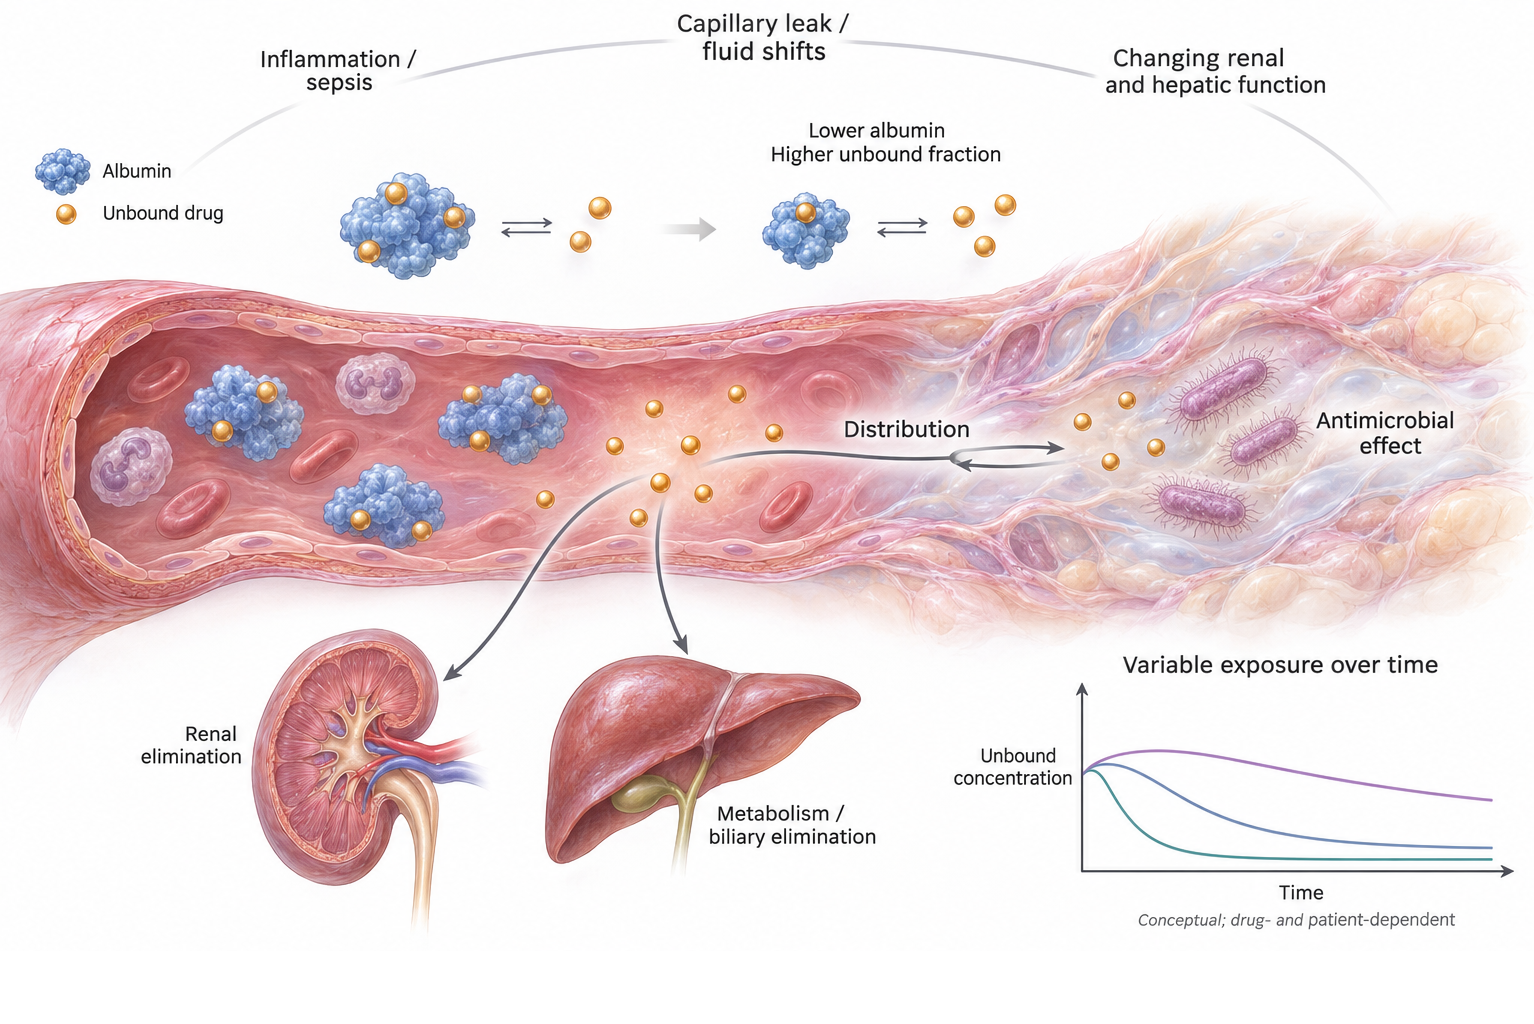 Capillary leak /
fluid shifts
Inflammation /
sepsis
Changing renal
and hepatic function
Lower albumin
Higher unbound fraction
Albumin
Unbound drug
Distribution
Antimicrobial
effect
Renal
elimination
Metabolism /
biliary elimination
Variable exposure over time
Unbound
concentration
Time
Conceptual; drug- and patient-dependent